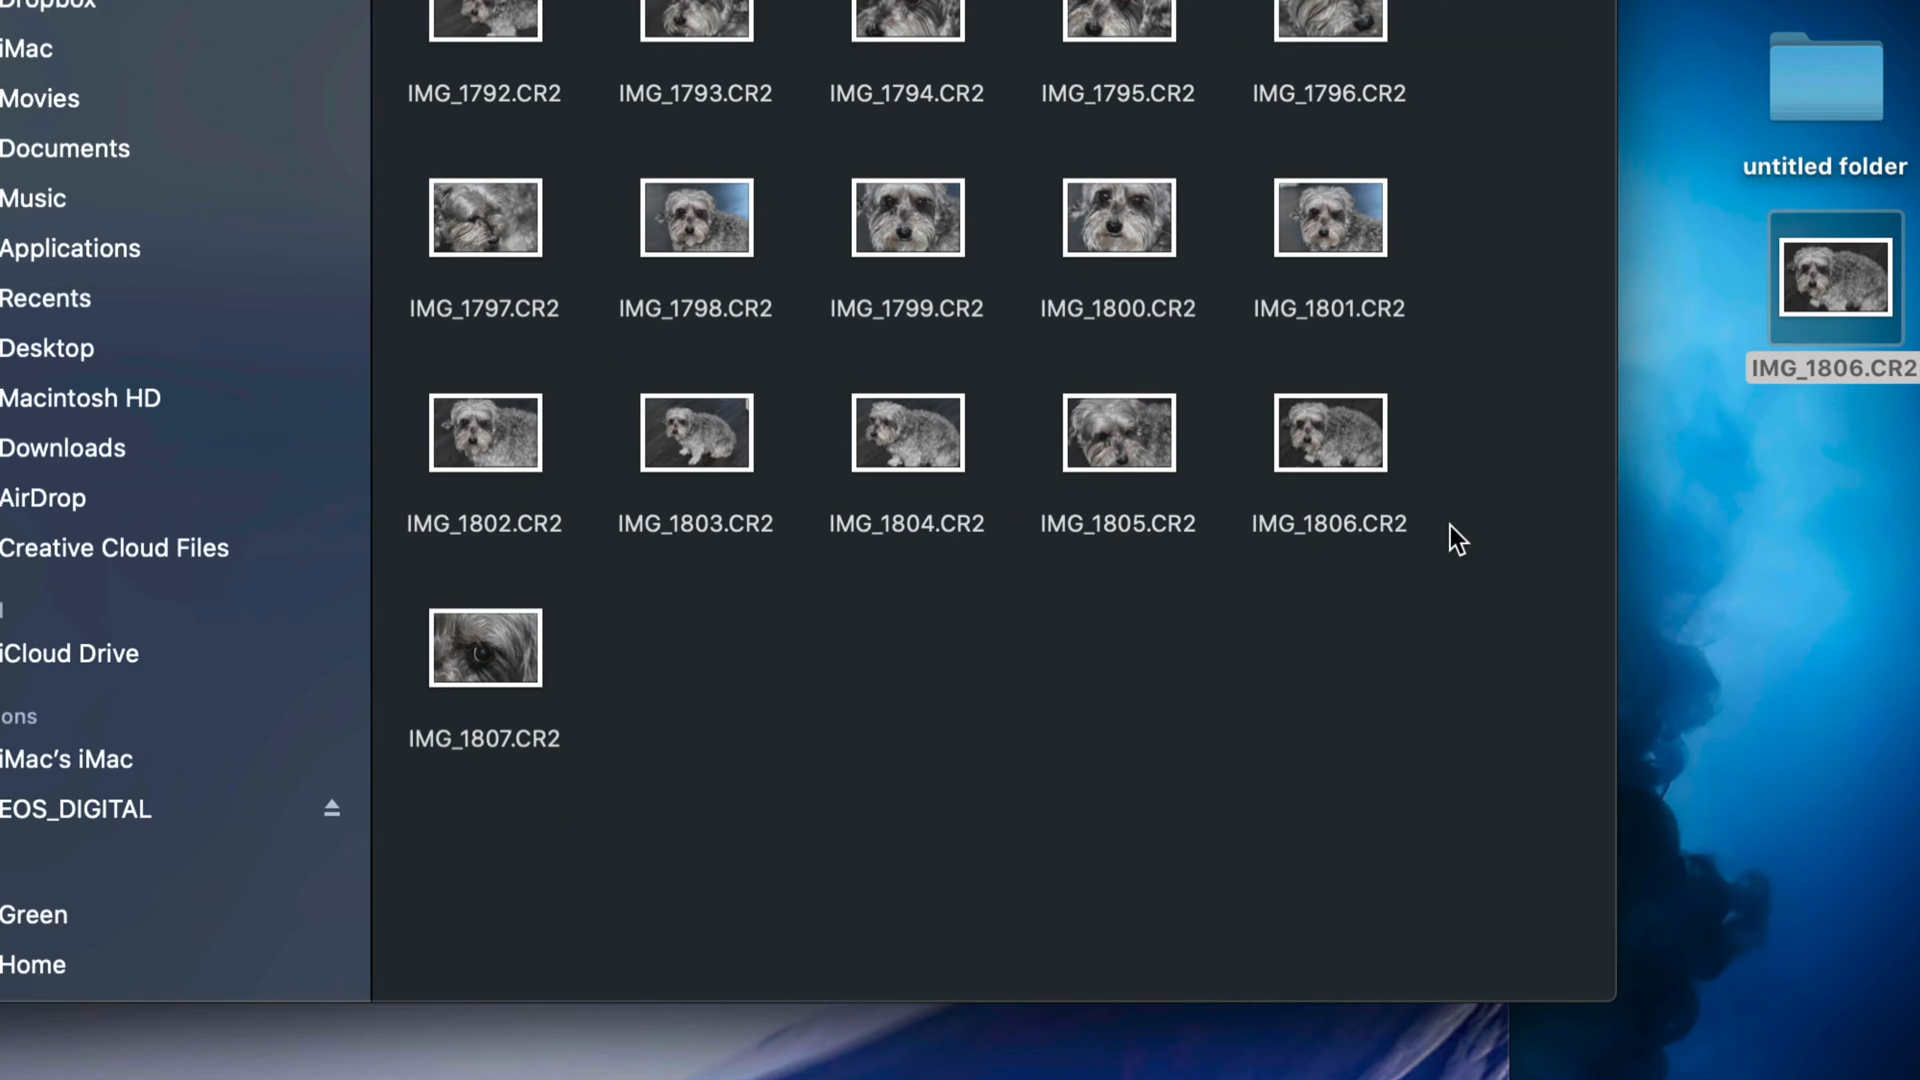 Dropbox
iMac
Movies
Documents
Music
Applications
Recents
Desktop
Macintosh HD
Downloads
AirDrop
Creative Cloud Files
iCloud Drive
ons
iMac's iMac
EOS_DIGITAL
Green
Home
IMG_1792.CR2 IMG_1793.CR2 IMG_1794.CR2 IMG_1795.CR2 IMG_1796.CR2
IMG_1797.CR2 IMG_1798.CR2 IMG_1799.CR2 IMG_1800.CR2 IMG_1801.CR2
IMG_1802.CR2 IMG_1803.CR2 IMG_1804.CR2 IMG_1805.CR2 IMG_1806.CR2
IMG_1807.CR2
untitled folder
IMG_1806.CR2